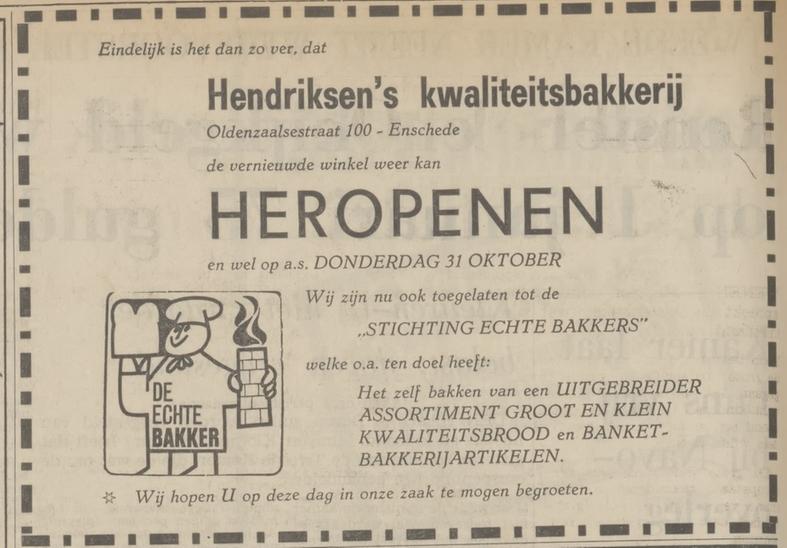 Eindelijk is het dan zo ver, dat
Hendriksen's kwaliteitsbakkerij
Oldenzaalsestraat 100 - Enschede
de vernieuwde winkel weer kan
HEROPENEN
en wel op a.s. DONDERDAG 31 OKTOBER
Wij zijn nu ook toegelaten tot de
„STICHTING ECHTE BAKKERS"
welke o.a. ten doel heeft:
Het zelf bakken van een UITGEBREIDER
ASSORTIMENT GROOT EN KLEIN
KWALITEITSBROOD en BANKET-
BAKKERIJARTIKELEN.
DE
ECHTE
BAKKER
☆ Wij hopen U op deze dag in onze zaak te mogen begroeten.